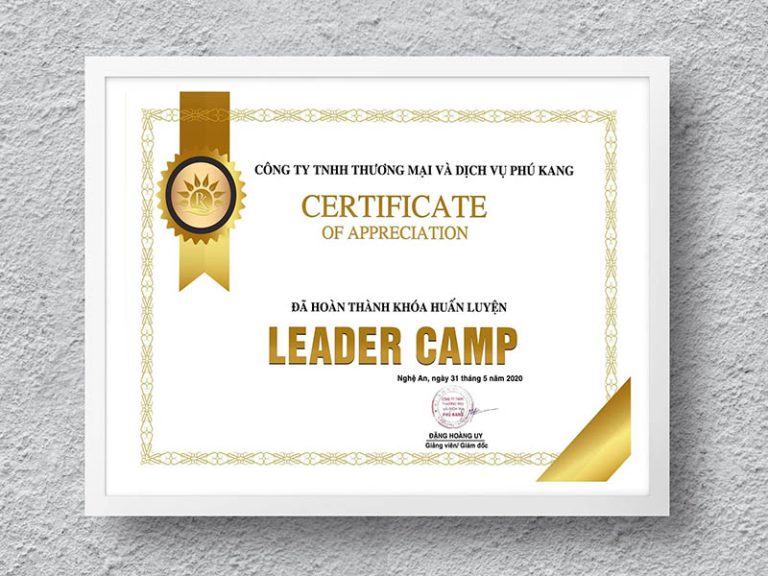 CÔNG TY TNHH THƯƠNG MẠI VÀ DỊCH VỤ PHÚ KANG
R
CERTIFICATE
OF APPRECIATION
ĐÃ HOÀN THÀNH KHÓA HUẤN LUYỆN
LEADER CAMP
Nghệ An, ngày 31 tháng 5 năm 2020
CÔNG TY TNHH
THƯƠNG MẠI
VÀ DỊCH VỤ
PHÚ KANG
ĐẶNG HOÀNG UY
Giảng viên/ Giám đốc